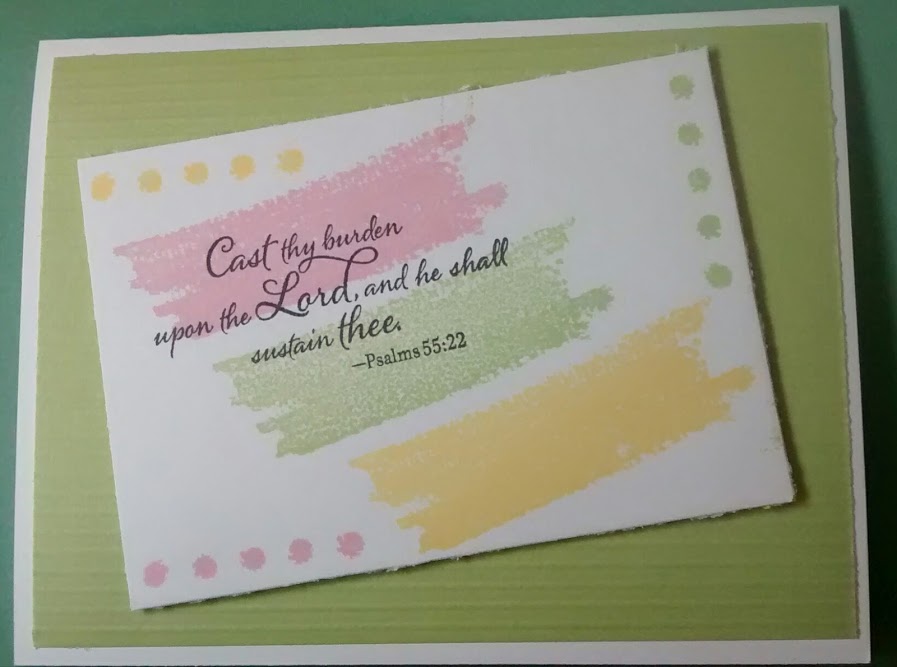 Cast thy burden
upon the Lord, and he shall
sustain thee.
—Psalms 55:22